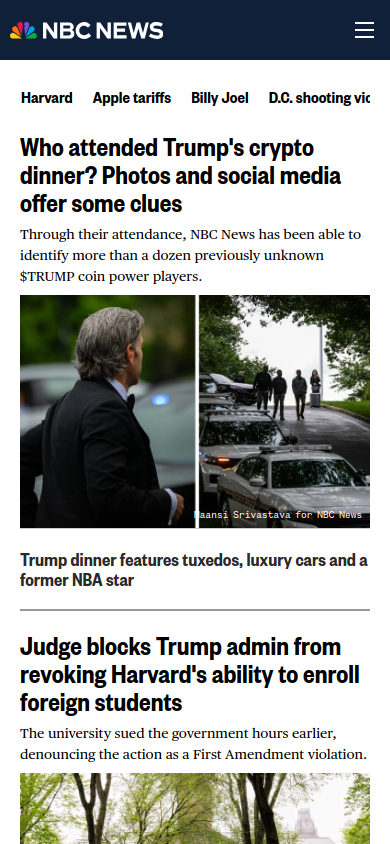 NBC NEWS
Harvard Apple tariffs Billy Joel D.C. shooting vic
Who attended Trump's crypto
dinner? Photos and social media
offer some clues
Through their attendance, NBC News has been able to
identify more than a dozen previously unknown
$TRUMP coin power players.
Maansi Srivastava for NBC News
Trump dinner features tuxedos, luxury cars and a
former NBA star
Judge blocks Trump admin from
revoking Harvard's ability to enroll
foreign students
The university sued the government hours earlier,
denouncing the action as a First Amendment violation.